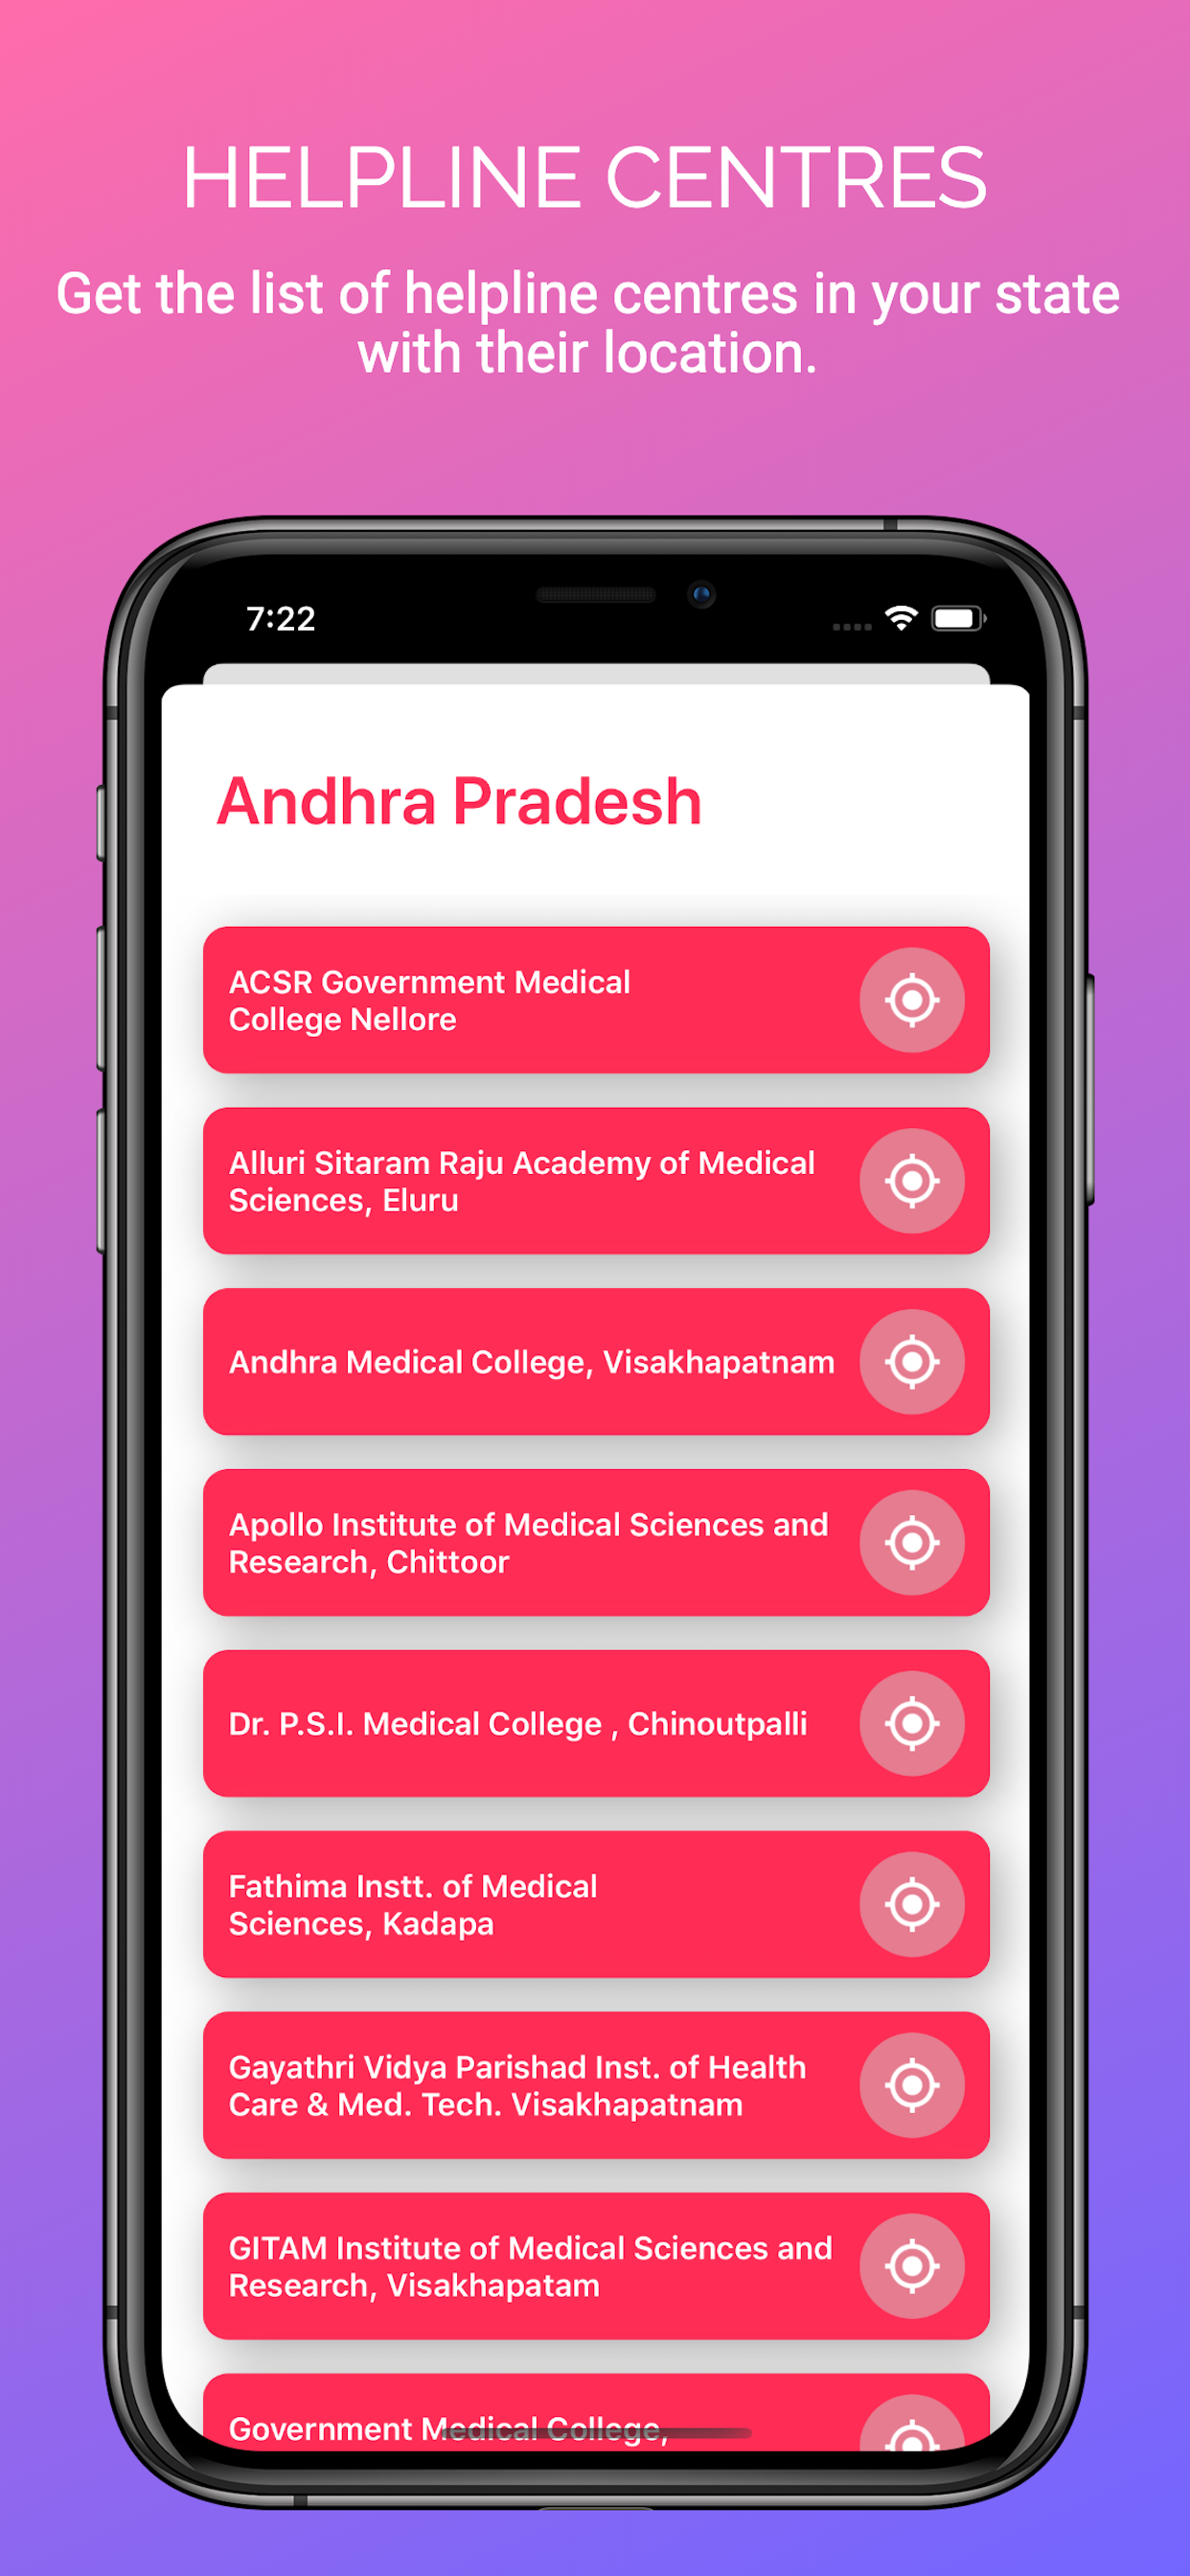 HELPLINE CENTRES
Get the list of helpline centres in your state
with their location.
7:22
Andhra Pradesh
ACSR Government Medical
College Nellore
Alluri Sitaram Raju Academy of Medical
Sciences, Eluru
Andhra Medical College, Visakhapatnam
Apollo Institute of Medical Sciences and
Research, Chittoor
Dr. P.S.I. Medical College , Chinoutpalli
Fathima Instt. of Medical
Sciences, Kadapa
Gayathri Vidya Parishad Inst. of Health
Care & Med. Tech. Visakhapatnam
GITAM Institute of Medical Sciences and
Research, Visakhapatam
Government Medical College,